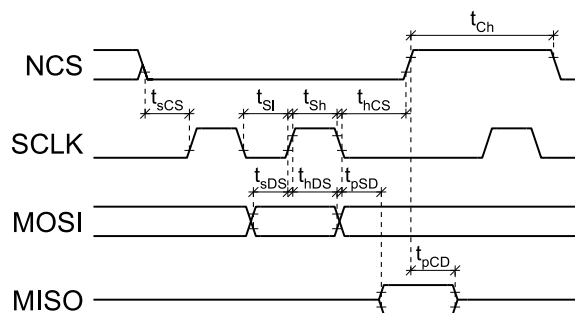 t_Ch
NCS
t_sCS t_Sl t_Sh t_hCS
SCLK
t_sDS t_hDS t_pSD
MOSI
t_pCD
MISO